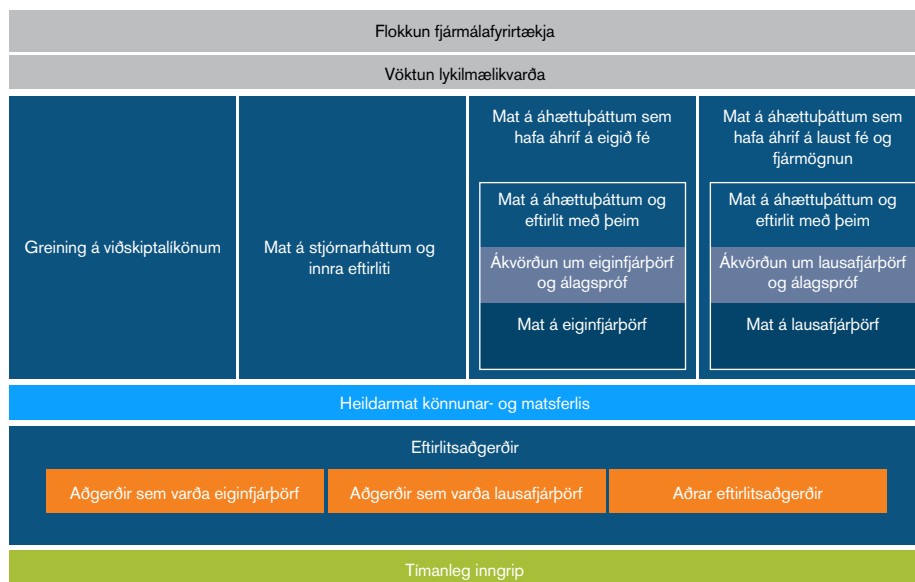 Flokkun fjármálafyrirtækja
Vöktun lykilmælikvarða
Greining á viðskiptalíkönum
Mat á stjórnarháttum og
innra eftirliti
Mat á áhættuþáttum sem
hafa áhrif á eigið fé
Mat á áhættuþáttum og
eftirlit með þeim
Ákvörðun um eiginfjárþörf
og álagspróf
Mat á eiginfjárþörf
Mat á áhættuþáttum sem
hafa áhrif á laust fé og
fjármögnun
Mat á áhættuþáttum og
eftirlit með þeim
Ákvörðun um lausafjárþörf
og álagspróf
Mat á lausafjárþörf
Heildarmat könnunar- og matsferlis
Eftirlitsaðgerðir
Aðgerðir sem varða eiginfjárþörf
Aðgerðir sem varða lausafjárþörf
Aðrar eftirlitsaðgerðir
Tímanleg inngrip